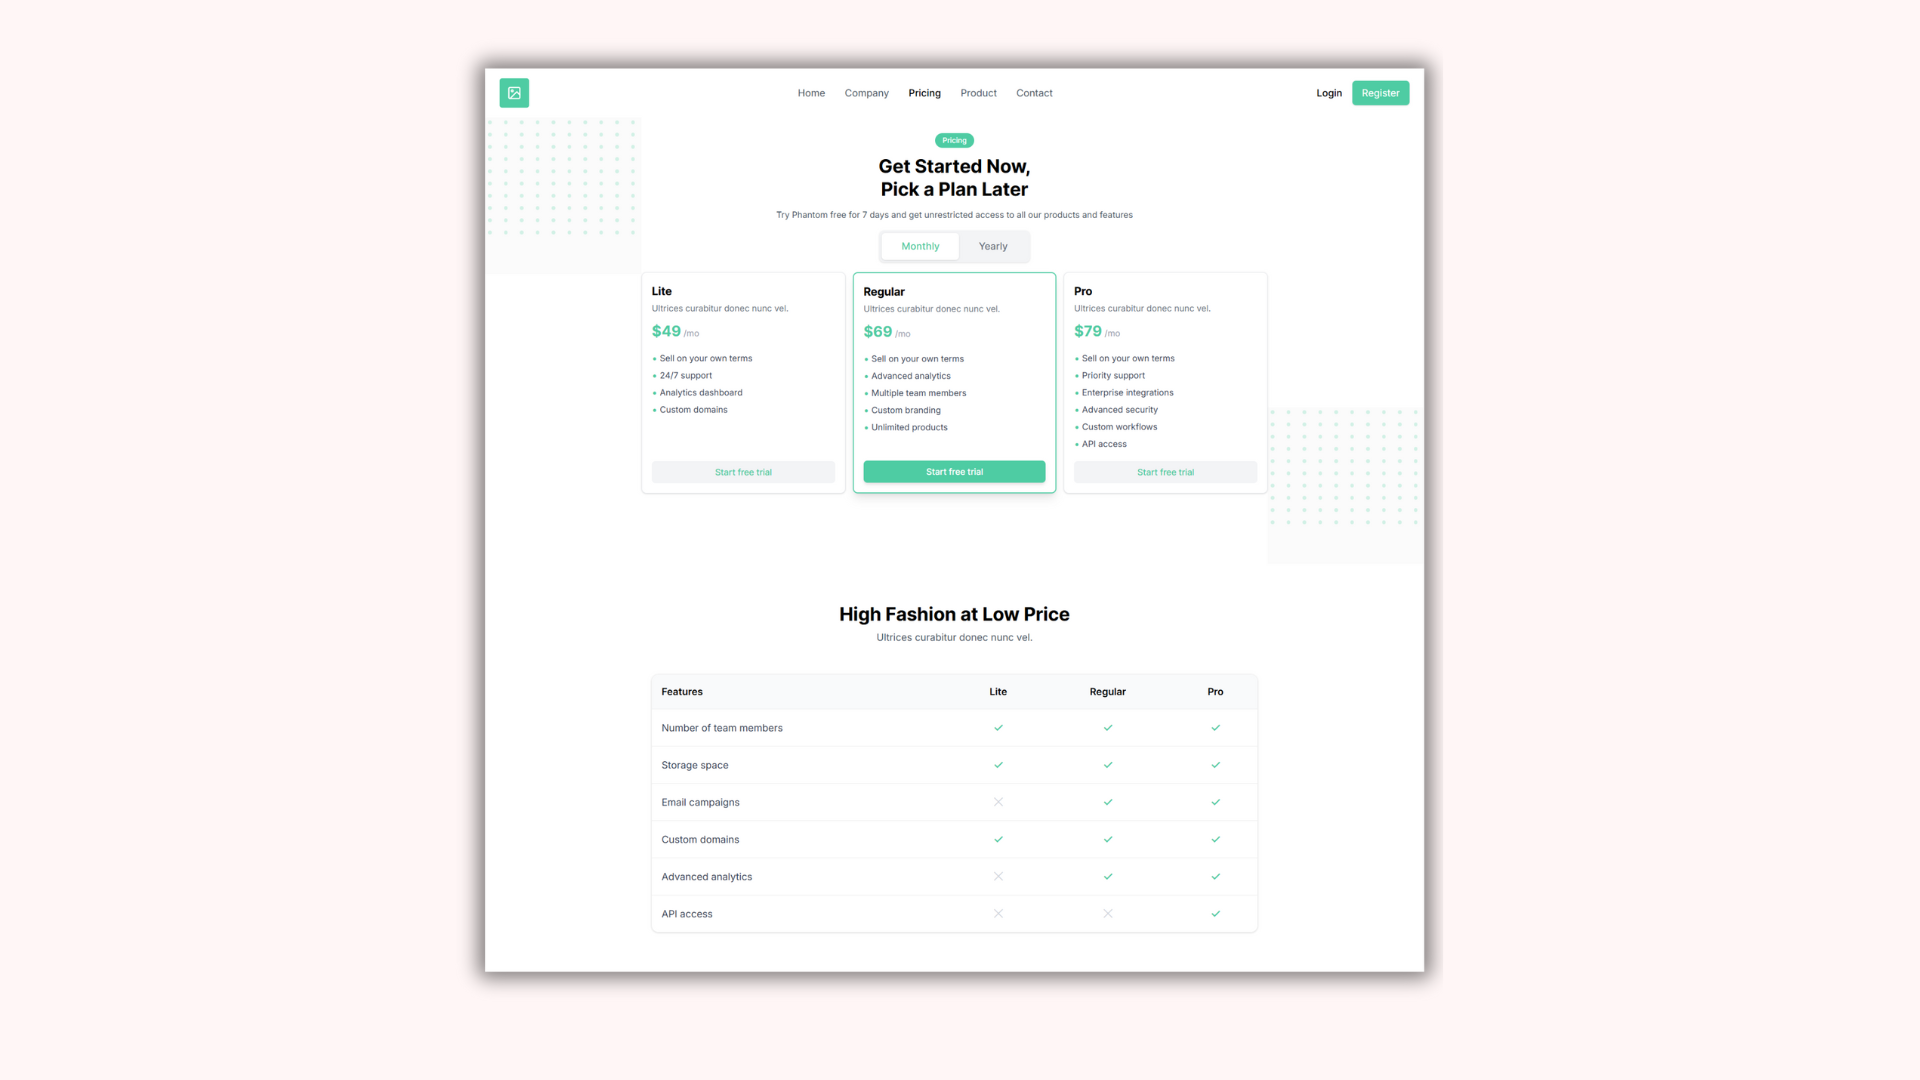 Home Company Pricing Product Contact Login Register
Pricing
Get Started Now,
Pick a Plan Later
Try Phantom free for 7 days and get unrestricted access to all our products and features
Monthly Yearly
Lite
Ultrices curabitur donec nunc vel.
$49 /mo
Sell on your own terms
24/7 support
Analytics dashboard
Custom domains
Start free trial
Regular
Ultrices curabitur donec nunc vel.
$69 /mo
Sell on your own terms
Advanced analytics
Multiple team members
Custom branding
Unlimited products
Start free trial
Pro
Ultrices curabitur donec nunc vel.
$79 /mo
Sell on your own terms
Priority support
Enterprise integrations
Advanced security
Custom workflows
API access
Start free trial
High Fashion at Low Price
Ultrices curabitur donec nunc vel.
Features Lite Regular Pro
Number of team members
Storage space
Email campaigns
Custom domains
Advanced analytics
API access